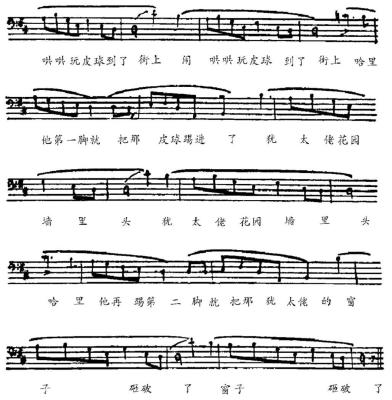 哄哄玩皮球到了街上 闹 哄哄玩皮球 到了街上 哈里
他第一脚就 把那 皮球踢进 了 犹 太 佬花园
墙 里 头 犹太佬 花园 墙 里 头
哈 里 他再 踢第 二 脚就把那 犹太佬 的 窗
子 砸破 了 窗子 砸破 了